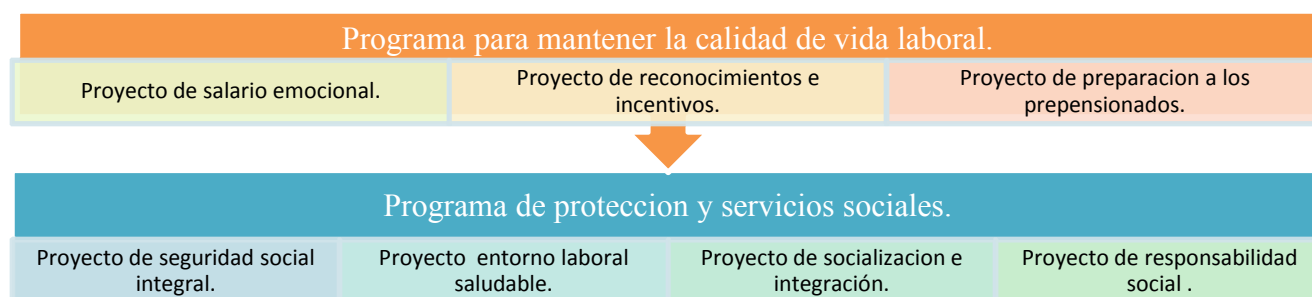 Programa para mantener la calidad de vida laboral.
Proyecto de salario emocional.
Proyecto de reconocimientos e
incentivos.
Proyecto de preparacion a los
prepensionados.
Programa de proteccion y servicios sociales.
Proyecto de seguridad social
integral.
Proyecto entorno laboral
saludable.
Proyecto de socializacion e
integración.
Proyecto de responsabilidad
social .